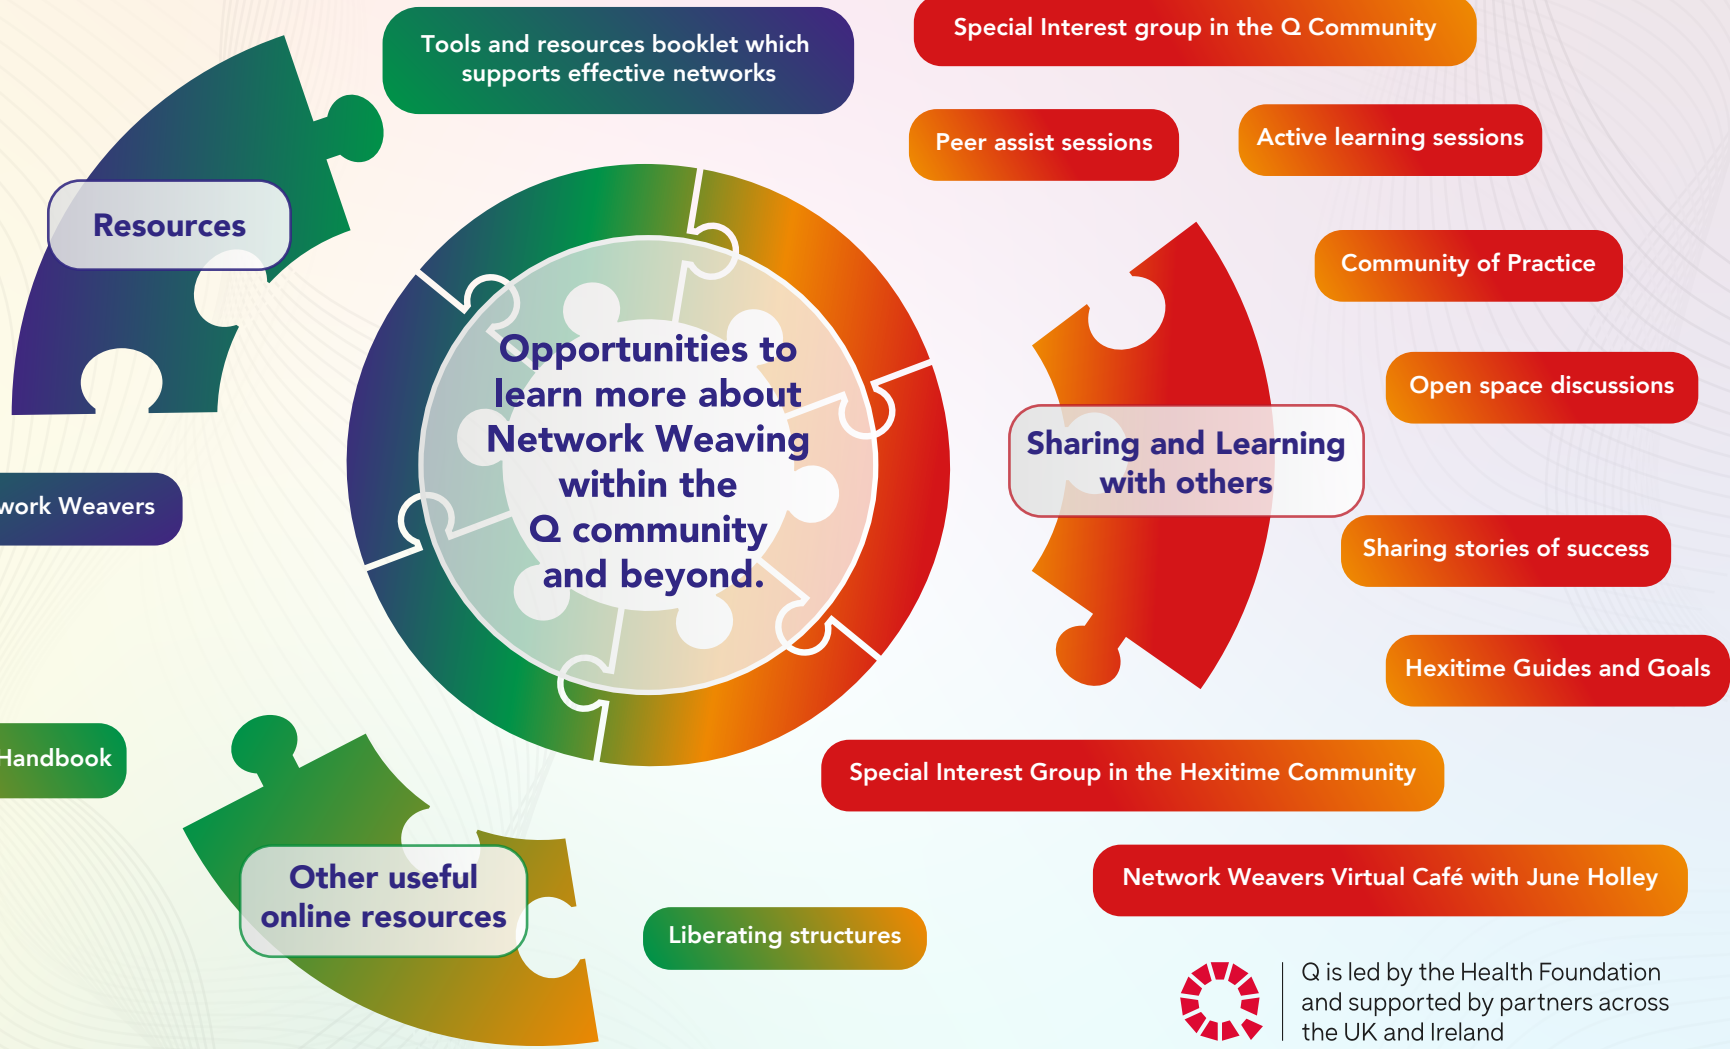 Tools and resources booklet which
supports effective networks
Special Interest group in the Q Community
Peer assist sessions
Active learning sessions
Resources
Community of Practice
Opportunities to
learn more about
Network Weaving
within the
Q community
and beyond.
Open space discussions
Sharing and Learning
with others
work Weavers
Sharing stories of success
Hexitime Guides and Goals
Handbook
Special Interest Group in the Hexitime Community
Other useful
online resources
Network Weavers Virtual Café with June Holley
Liberating structures
Q is led by the Health Foundation
and supported by partners across
the UK and Ireland